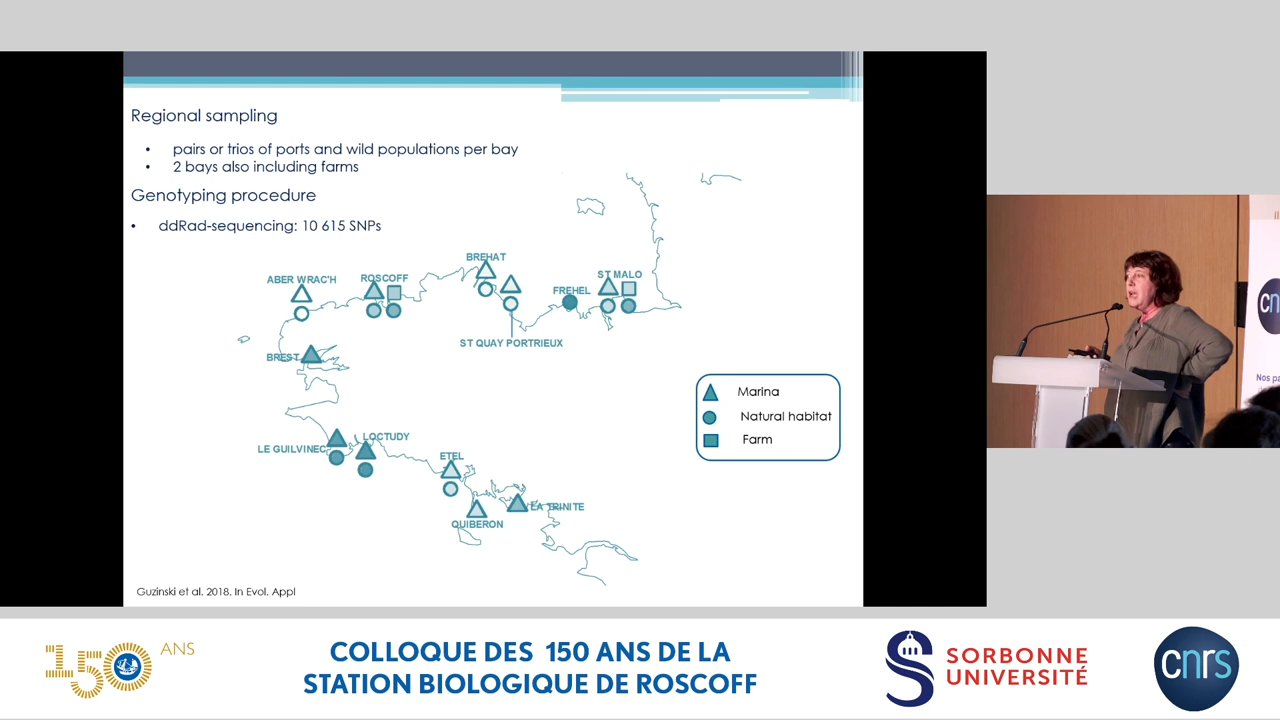 Regional sampling
• pairs or trios of ports and wild populations per bay
• 2 bays also including farms
Genotyping procedure
• ddRad-sequencing: 10 615 SNPs
BREHAT
ABER WRAC'H
ROSCOFF
ST MALO
FREHEL
ST QUAY PORTRIEUX
BREST
Marina
Natural habitat
Farm
LE GUILVINEC
LOCTUDY
ETEL
LA TRINITE
QUIBERON
Guzinski et al. 2018. In Evol. Appl
cn
Nos pa
150 ANS
COLLOQUE DES 150 ANS DE LA
STATION BIOLOGIQUE DE ROSCOFF
SORBONNE
UNIVERSITÉ
cnrs